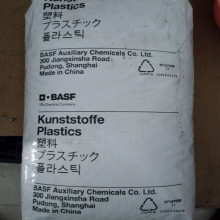 Kunststoffe
Plastics
塑料
プラスチック
플라스틱
BASF Auxiliary Chemicals Co. Ltd.
300 Jiangxinsha Road
Pudong, Shanghai
Made in China
BASF
The Chemical Company
Kunststoffe
Plastics
塑料
プラスチック
플라스틱
BASF Auxiliary Chemicals Co. Ltd.
300 Jiangxinsha Road
Pudong, Shanghai
Made in China